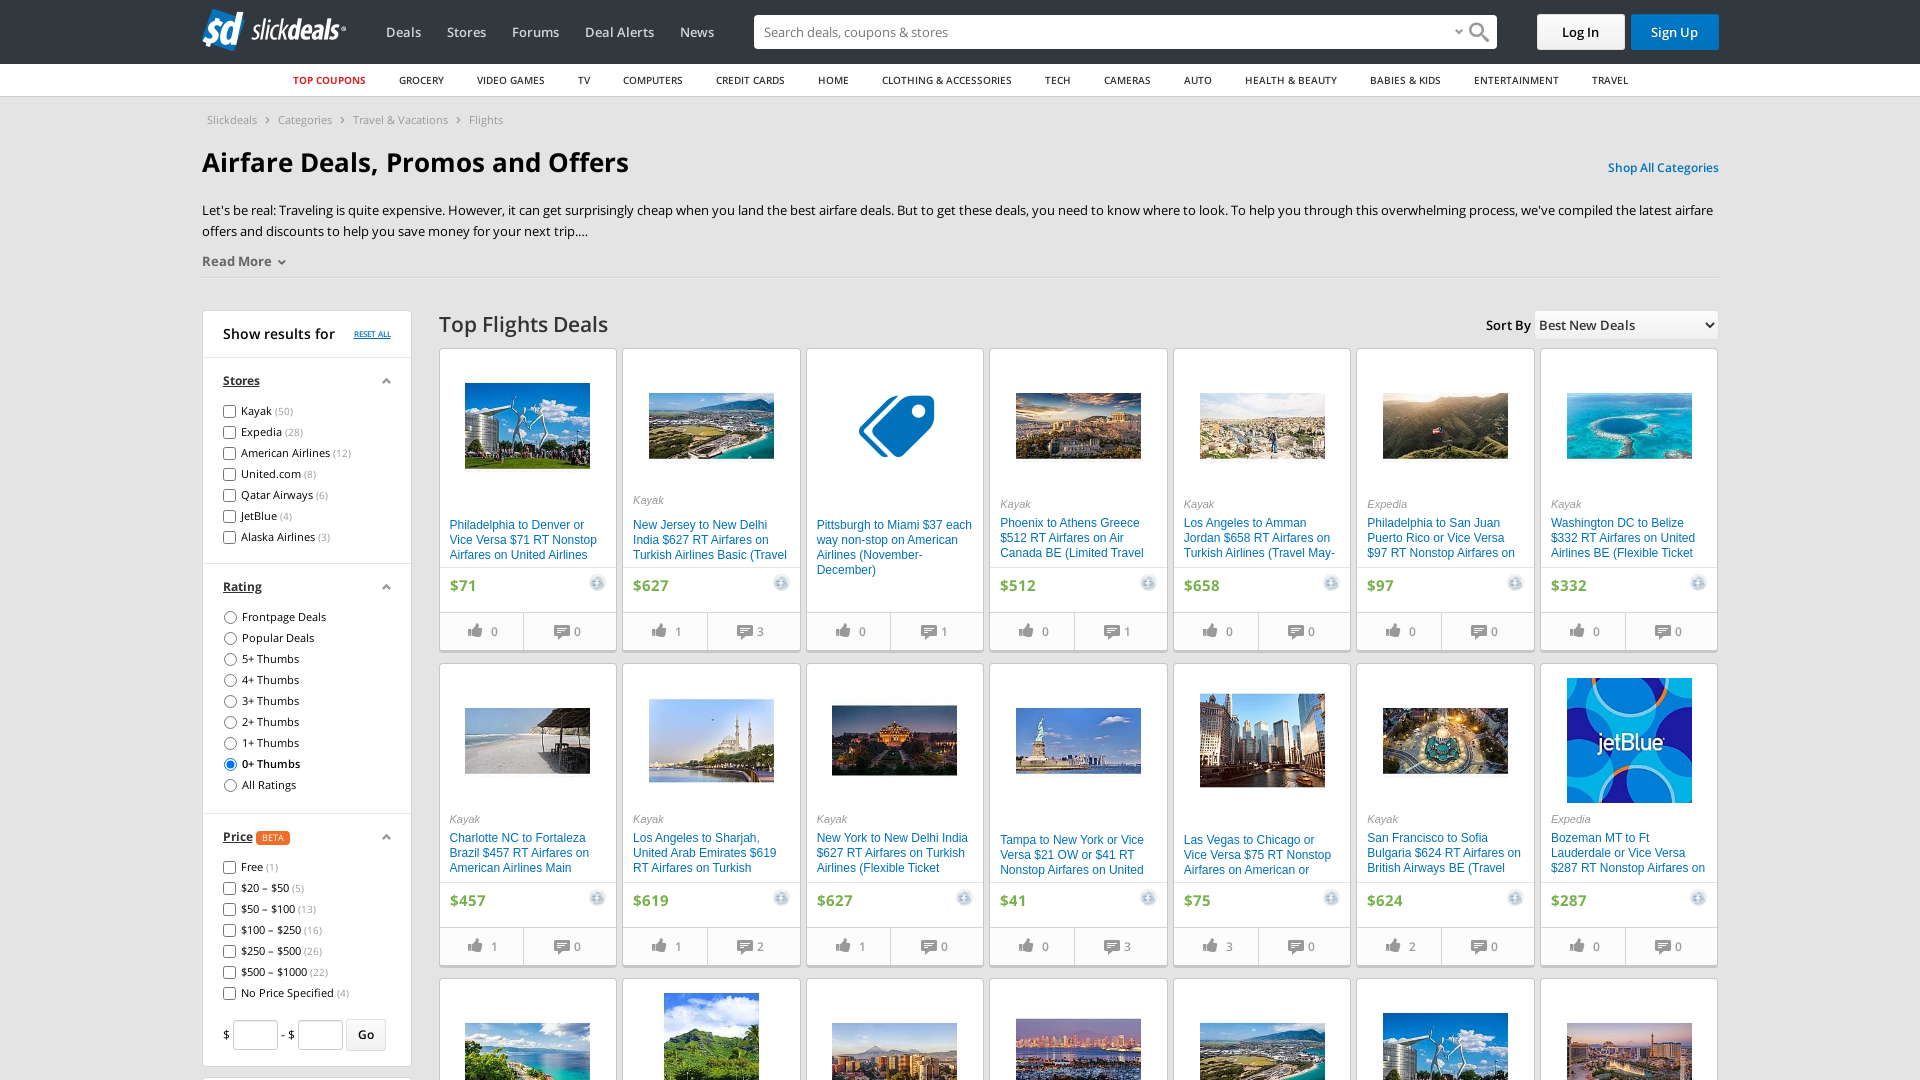 slickdeals
Deals
Stores
Forums
Deal Alerts
News
Search deals, coupons & stores
Log In
Sign Up
TOP COUPONS
GROCERY
VIDEO GAMES
TV
COMPUTERS
CREDIT CARDS
HOME
CLOTHING & ACCESSORIES
TECH
CAMERAS
AUTO
HEALTH & BEAUTY
BABIES & KIDS
ENTERTAINMENT
TRAVEL
Slickdeals > Categories > Travel & Vacations > Flights
Airfare Deals, Promos and Offers
Shop All Categories
Let's be real: Traveling is quite expensive. However, it can get surprisingly cheap when you land the best airfare deals. But to get these deals, you need to know where to look. To help you through this overwhelming process, we've compiled the latest airfare
offers and discounts to help you save money for your next trip....
Read More
Show results for
RESET ALL
Stores
Kayak (50)
Expedia (28)
American Airlines (12)
United.com (8)
Qatar Airways (6)
JetBlue (4)
Alaska Airlines (3)
Rating
Frontpage Deals
Popular Deals
5+ Thumbs
4+ Thumbs
3+ Thumbs
2+ Thumbs
1+ Thumbs
0+ Thumbs
All Ratings
Price BETA
Free (1)
$20 – $50 (5)
$50 – $100 (13)
$100 – $250 (16)
$250 – $500 (26)
$500 – $1000 (22)
No Price Specified (4)
$ - $ Go
Top Flights Deals
Sort By Best New Deals
Philadelphia to Denver or
Vice Versa $71 RT Nonstop
Airfares on United Airlines
$71
0
0
Kayak
New Jersey to New Delhi
India $627 RT Airfares on
Turkish Airlines Basic (Travel
$627
1
3
Pittsburgh to Miami $37 each
way non-stop on American
Airlines (November-
December)
0
1
Kayak
Phoenix to Athens Greece
$512 RT Airfares on Air
Canada BE (Limited Travel
$512
0
1
Kayak
Los Angeles to Amman
Jordan $658 RT Airfares on
Turkish Airlines (Travel May-
$658
0
0
Expedia
Philadelphia to San Juan
Puerto Rico or Vice Versa
$97 RT Nonstop Airfares on
$97
0
0
Kayak
Washington DC to Belize
$332 RT Airfares on United
Airlines BE (Flexible Ticket
$332
0
0
Kayak
Charlotte NC to Fortaleza
Brazil $457 RT Airfares on
American Airlines Main
$457
1
0
Kayak
Los Angeles to Sharjah,
United Arab Emirates $619
RT Airfares on Turkish
$619
1
2
Kayak
New York to New Delhi India
$627 RT Airfares on Turkish
Airlines (Flexible Ticket
$627
1
0
Tampa to New York or Vice
Versa $21 OW or $41 RT
Nonstop Airfares on United
$41
0
3
Las Vegas to Chicago or
Vice Versa $75 RT Nonstop
Airfares on American or
$75
3
0
Kayak
San Francisco to Sofia
Bulgaria $624 RT Airfares on
British Airways BE (Travel
$624
2
0
jetBlue
Expedia
Bozeman MT to Ft
Lauderdale or Vice Versa
$287 RT Nonstop Airfares on
$287
0
0